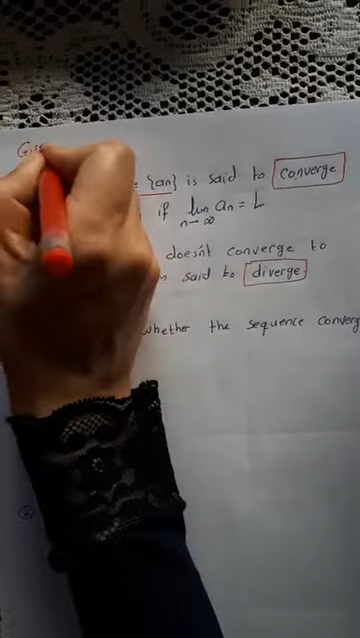 {an} is said to converge
if lim n→∞ an = L
doesn't converge to
said to diverge.
whether the sequence converg